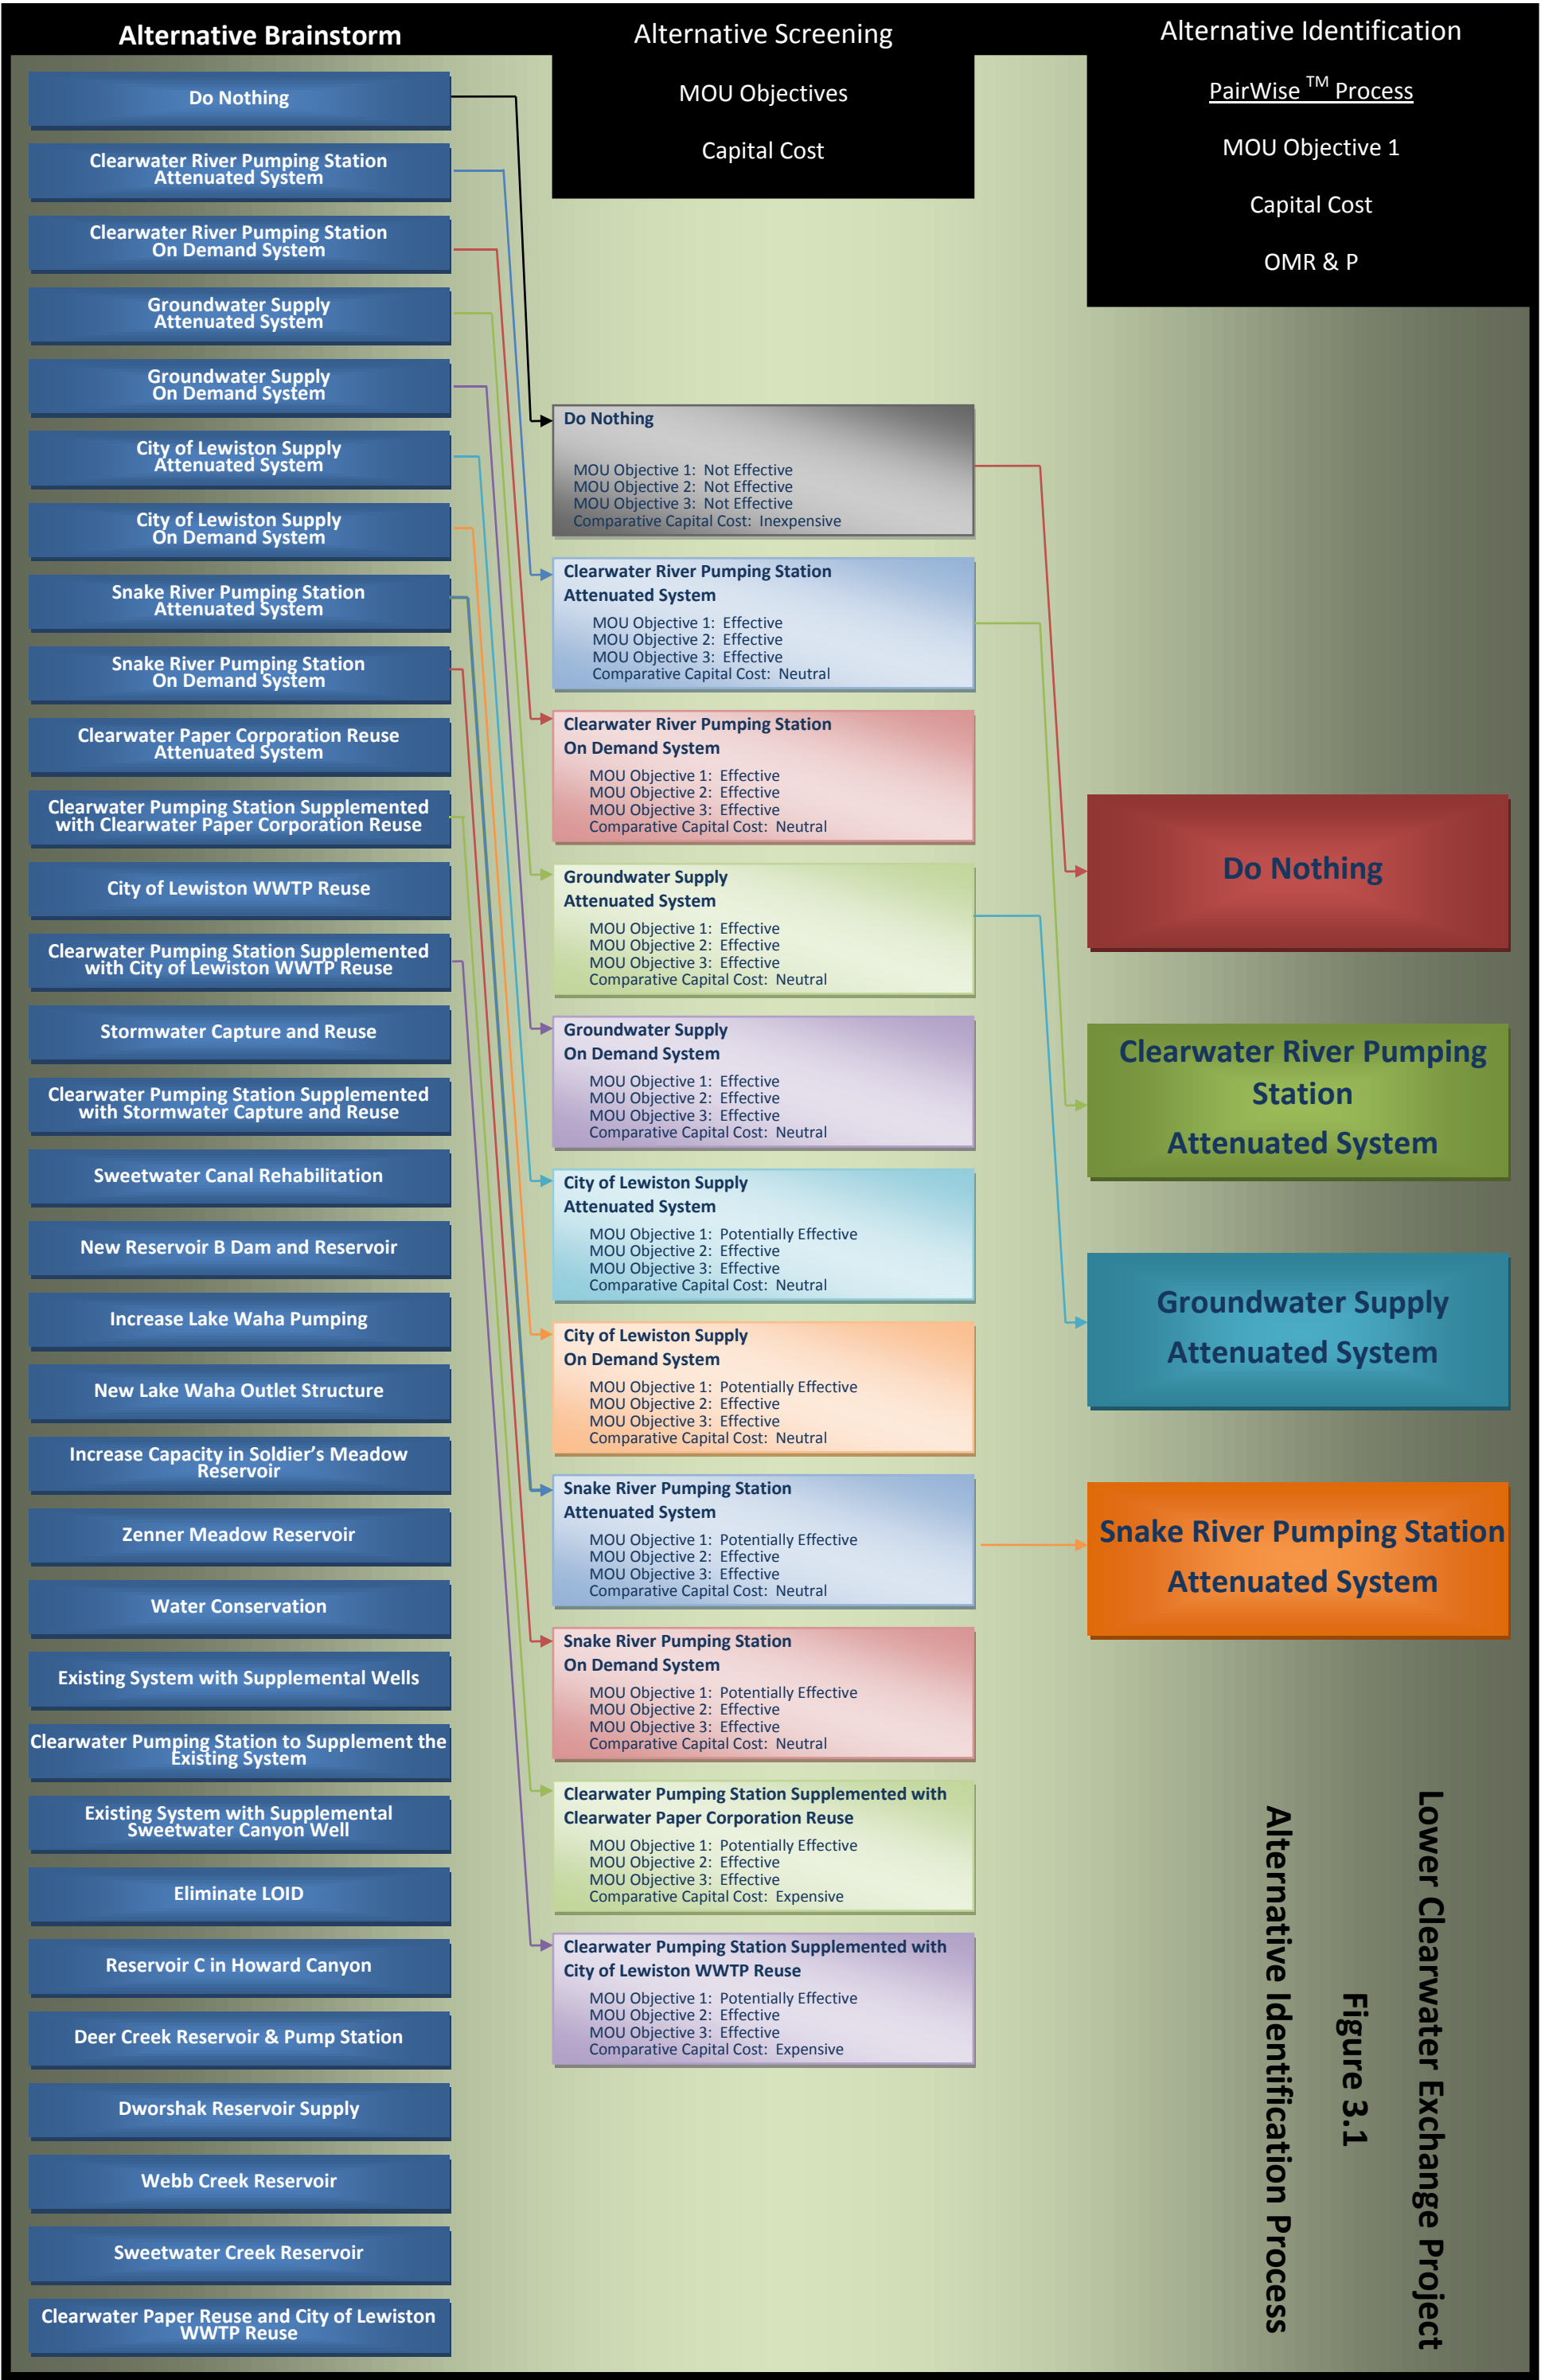 Alternative Brainstorm
Do Nothing
Clearwater River Pumping Station
Attenuated System
Clearwater River Pumping Station
On Demand System
Groundwater Supply
Attenuated System
Groundwater Supply
On Demand System
City of Lewiston Supply
Attenuated System
City of Lewiston Supply
On Demand System
Snake River Pumping Station
Attenuated System
Snake River Pumping Station
On Demand System
Clearwater Paper Corporation Reuse
Attenuated System
Clearwater Pumping Station Supplemented
with Clearwater Paper Corporation Reuse
City of Lewiston WWTP Reuse
Clearwater Pumping Station Supplemented
with City of Lewiston WWTP Reuse
Stormwater Capture and Reuse
Clearwater Pumping Station Supplemented
with Stormwater Capture and Reuse
Sweetwater Canal Rehabilitation
New Reservoir B Dam and Reservoir
Increase Lake Waha Pumping
New Lake Waha Outlet Structure
Increase Capacity in Soldier’s Meadow
Reservoir
Zenner Meadow Reservoir
Water Conservation
Existing System with Supplemental Wells
Clearwater Pumping Station to Supplement the
Existing System
Existing System with Supplemental
Sweetwater Canyon Well
Eliminate LOID
Reservoir C in Howard Canyon
Deer Creek Reservoir & Pump Station
Dworshak Reservoir Supply
Webb Creek Reservoir
Sweetwater Creek Reservoir
Clearwater Paper Reuse and City of Lewiston
WWTP Reuse
Alternative Screening
MOU Objectives
Capital Cost
Do Nothing
MOU Objective 1: Not Effective
MOU Objective 2: Not Effective
MOU Objective 3: Not Effective
Comparative Capital Cost: Inexpensive
Clearwater River Pumping Station
Attenuated System
MOU Objective 1: Effective
MOU Objective 2: Effective
MOU Objective 3: Effective
Comparative Capital Cost: Neutral
Clearwater River Pumping Station
On Demand System
MOU Objective 1: Effective
MOU Objective 2: Effective
MOU Objective 3: Effective
Comparative Capital Cost: Neutral
Groundwater Supply
Attenuated System
MOU Objective 1: Effective
MOU Objective 2: Effective
MOU Objective 3: Effective
Comparative Capital Cost: Neutral
Groundwater Supply
On Demand System
MOU Objective 1: Effective
MOU Objective 2: Effective
MOU Objective 3: Effective
Comparative Capital Cost: Neutral
City of Lewiston Supply
Attenuated System
MOU Objective 1: Potentially Effective
MOU Objective 2: Effective
MOU Objective 3: Effective
Comparative Capital Cost: Neutral
City of Lewiston Supply
On Demand System
MOU Objective 1: Potentially Effective
MOU Objective 2: Effective
MOU Objective 3: Effective
Comparative Capital Cost: Neutral
Snake River Pumping Station
Attenuated System
MOU Objective 1: Potentially Effective
MOU Objective 2: Effective
MOU Objective 3: Effective
Comparative Capital Cost: Neutral
Snake River Pumping Station
On Demand System
MOU Objective 1: Potentially Effective
MOU Objective 2: Effective
MOU Objective 3: Effective
Comparative Capital Cost: Neutral
Clearwater Pumping Station Supplemented with
Clearwater Paper Corporation Reuse
MOU Objective 1: Potentially Effective
MOU Objective 2: Effective
MOU Objective 3: Effective
Comparative Capital Cost: Expensive
Clearwater Pumping Station Supplemented with
City of Lewiston WWTP Reuse
MOU Objective 1: Potentially Effective
MOU Objective 2: Effective
MOU Objective 3: Effective
Comparative Capital Cost: Expensive
Alternative Identification
PairWise TM Process
MOU Objective 1
Capital Cost
OMR & P
Do Nothing
Clearwater River Pumping
Station
Attenuated System
Groundwater Supply
Attenuated System
Snake River Pumping Station
Attenuated System
Lower Clearwater Exchange Project
Figure 3.1
Alternative Identification Process